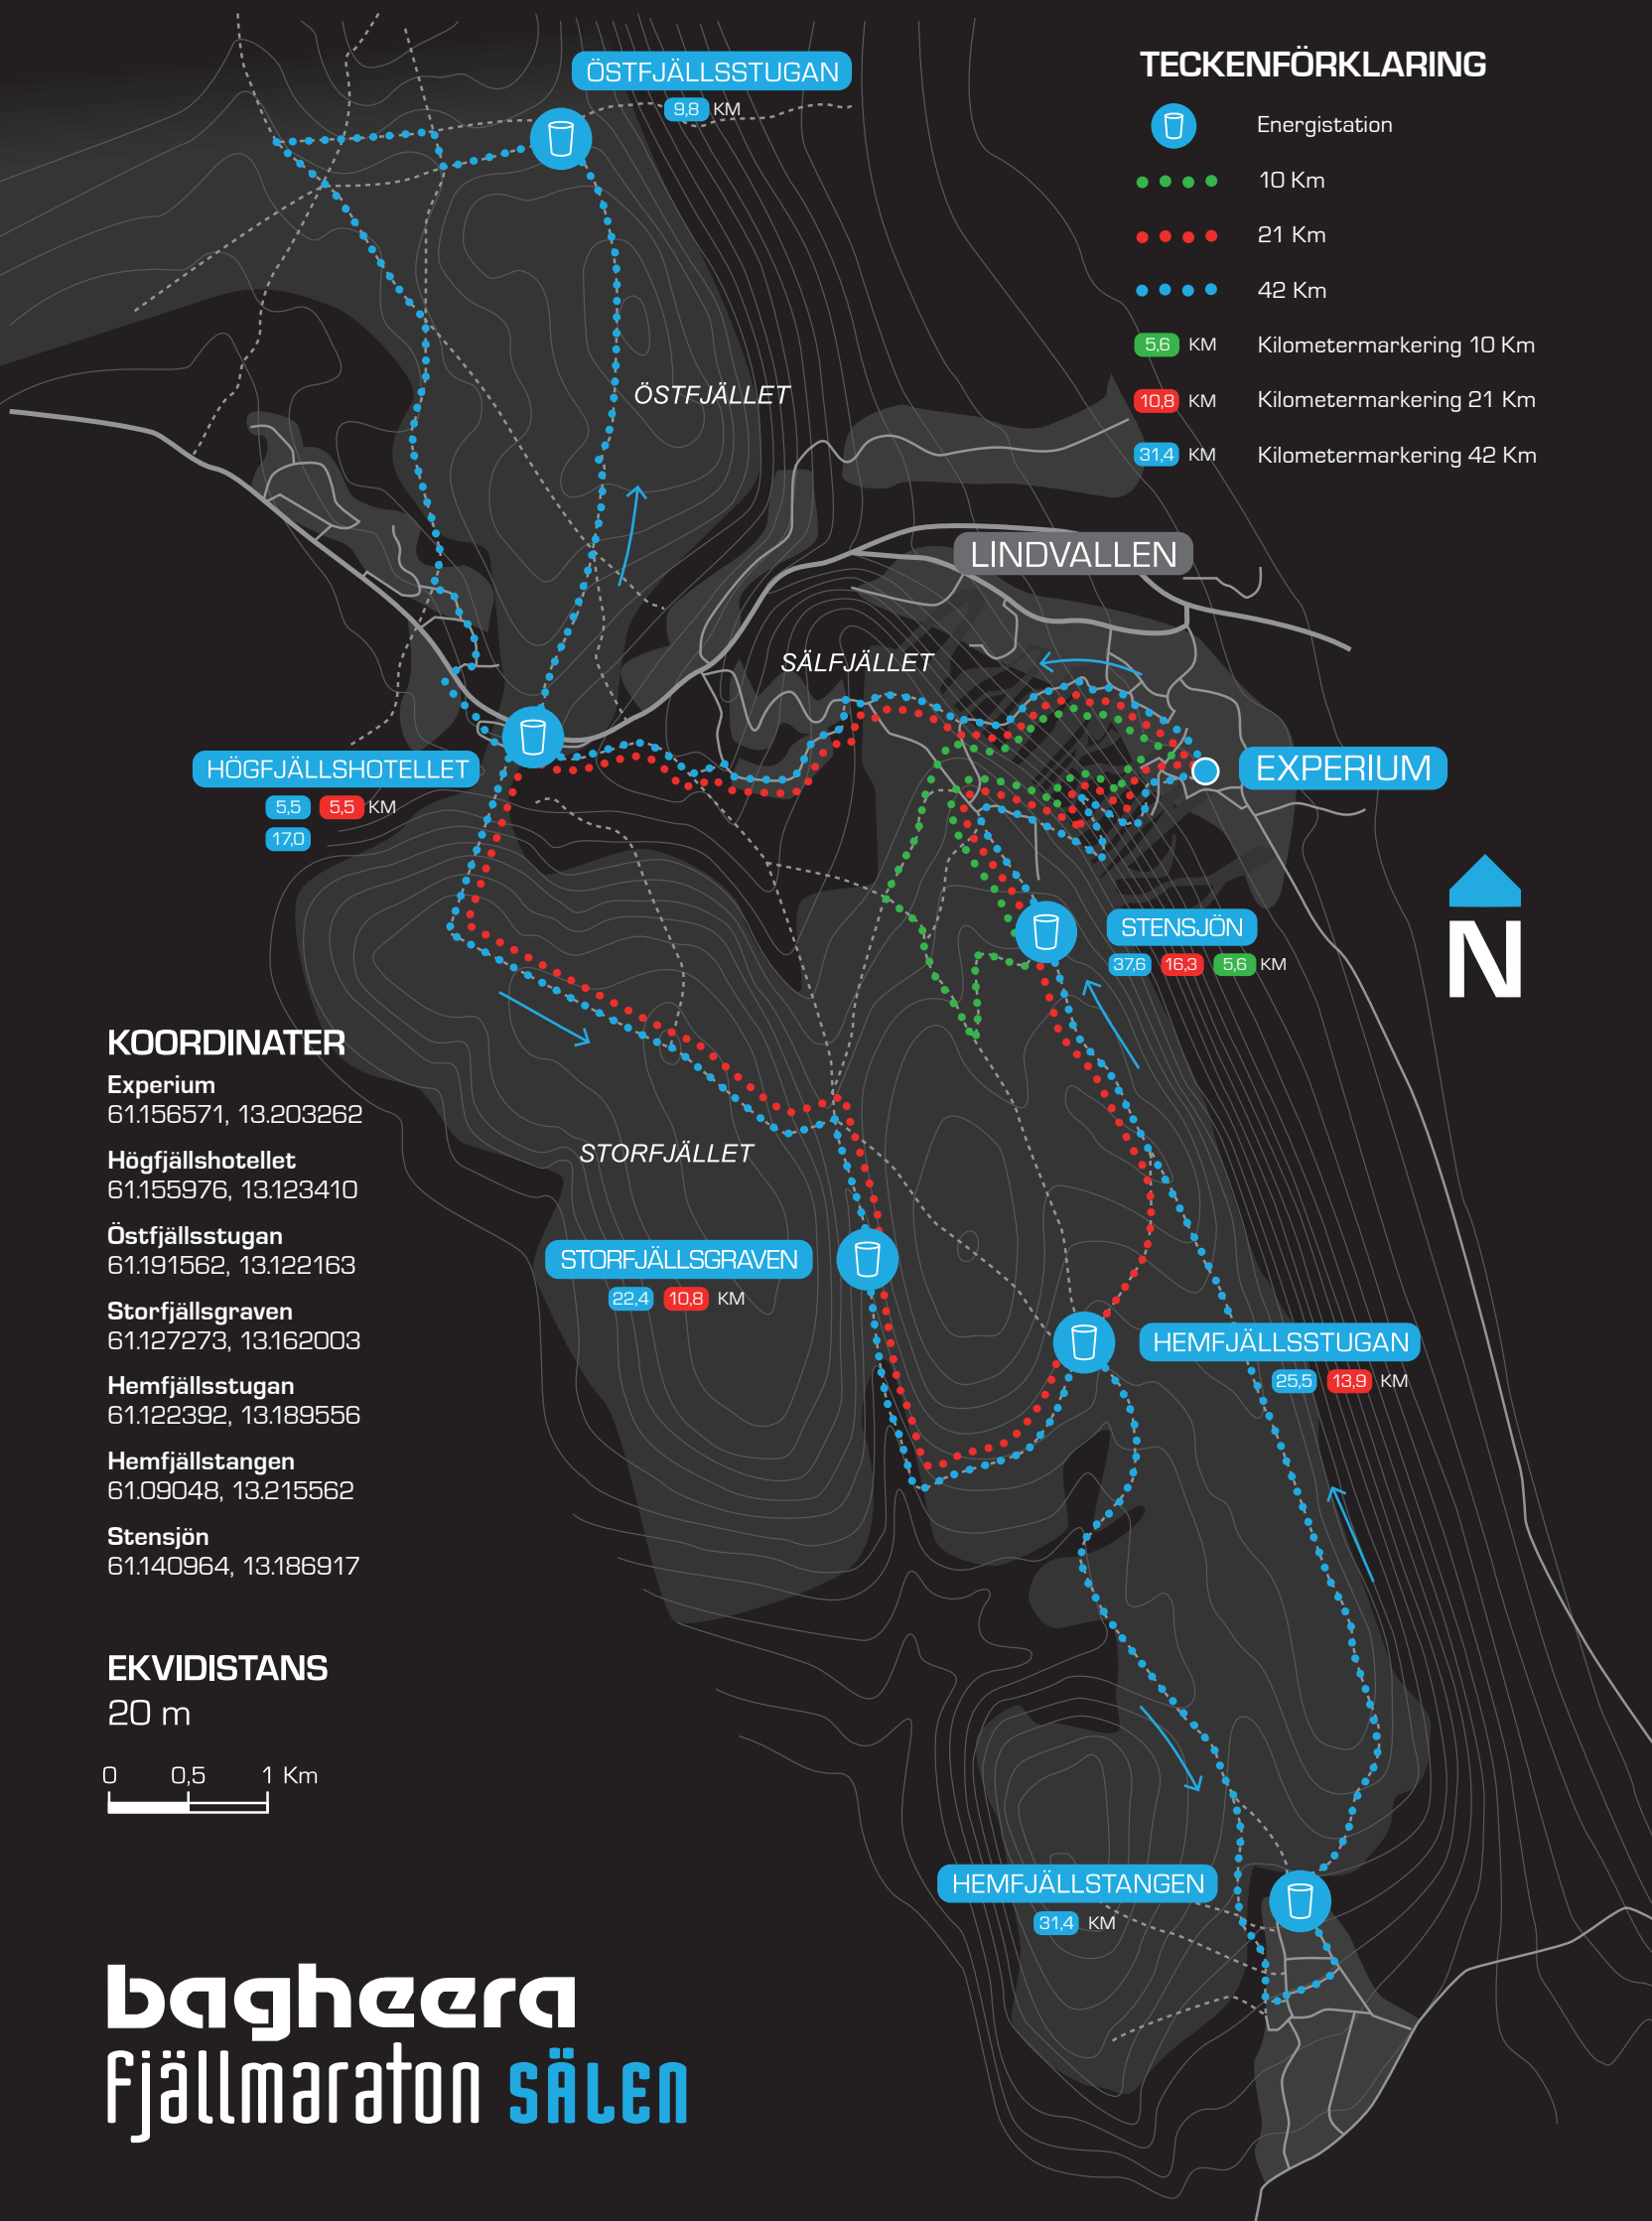 ÖSTFJÄLLSSTUGAN
9,8 KM
TECKENFÖRKLARING
Energistation
10 Km
21 Km
42 Km
5,6 KM Kilometermarkering 10 Km
10,8 KM Kilometermarkering 21 Km
31,4 KM Kilometermarkering 42 Km
ÖSTFJÄLLET
LINDVALLEN
SÄLFJÄLLET
EXPERIUM
HÖGFJÄLLSHOTELLET
5,5 5,5 KM
17,0
STENSJÖN
37,6 16,3 5,6 KM
N
KOORDINATER
Experium
61.156571, 13.203262
Högfjällshotellet
61.155976, 13.123410
Östfjällsstugan
61.191562, 13.122163
Storfjällsgraven
61.127273, 13.162003
Hemfjällsstugan
61.122392, 13.189556
Hemfjällstangen
61.09048, 13.215562
Stensjön
61.140964, 13.186917
STORFJÄLLET
STORFJÄLLSGRAVEN
22,4 10,8 KM
HEMFJÄLLSSTUGAN
25,5 13,9 KM
EKVIDISTANS
20 m
0 0,5 1 Km
HEMFJÄLLSTANGEN
31,4 KM
bagheera
fjällmaraton SÄLEN